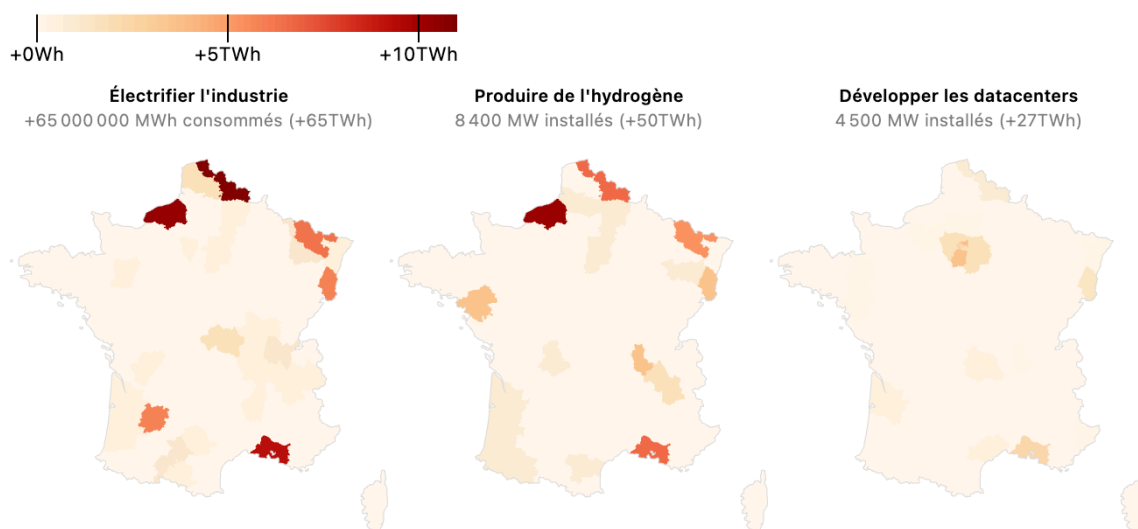 +0Wh +5TWh +10TWh
Électrifier l'industrie
+65 000 000 MWh consommés (+65TWh)
Produire de l'hydrogène
8 400 MW installés (+50TWh)
Développer les datacenters
4 500 MW installés (+27TWh)